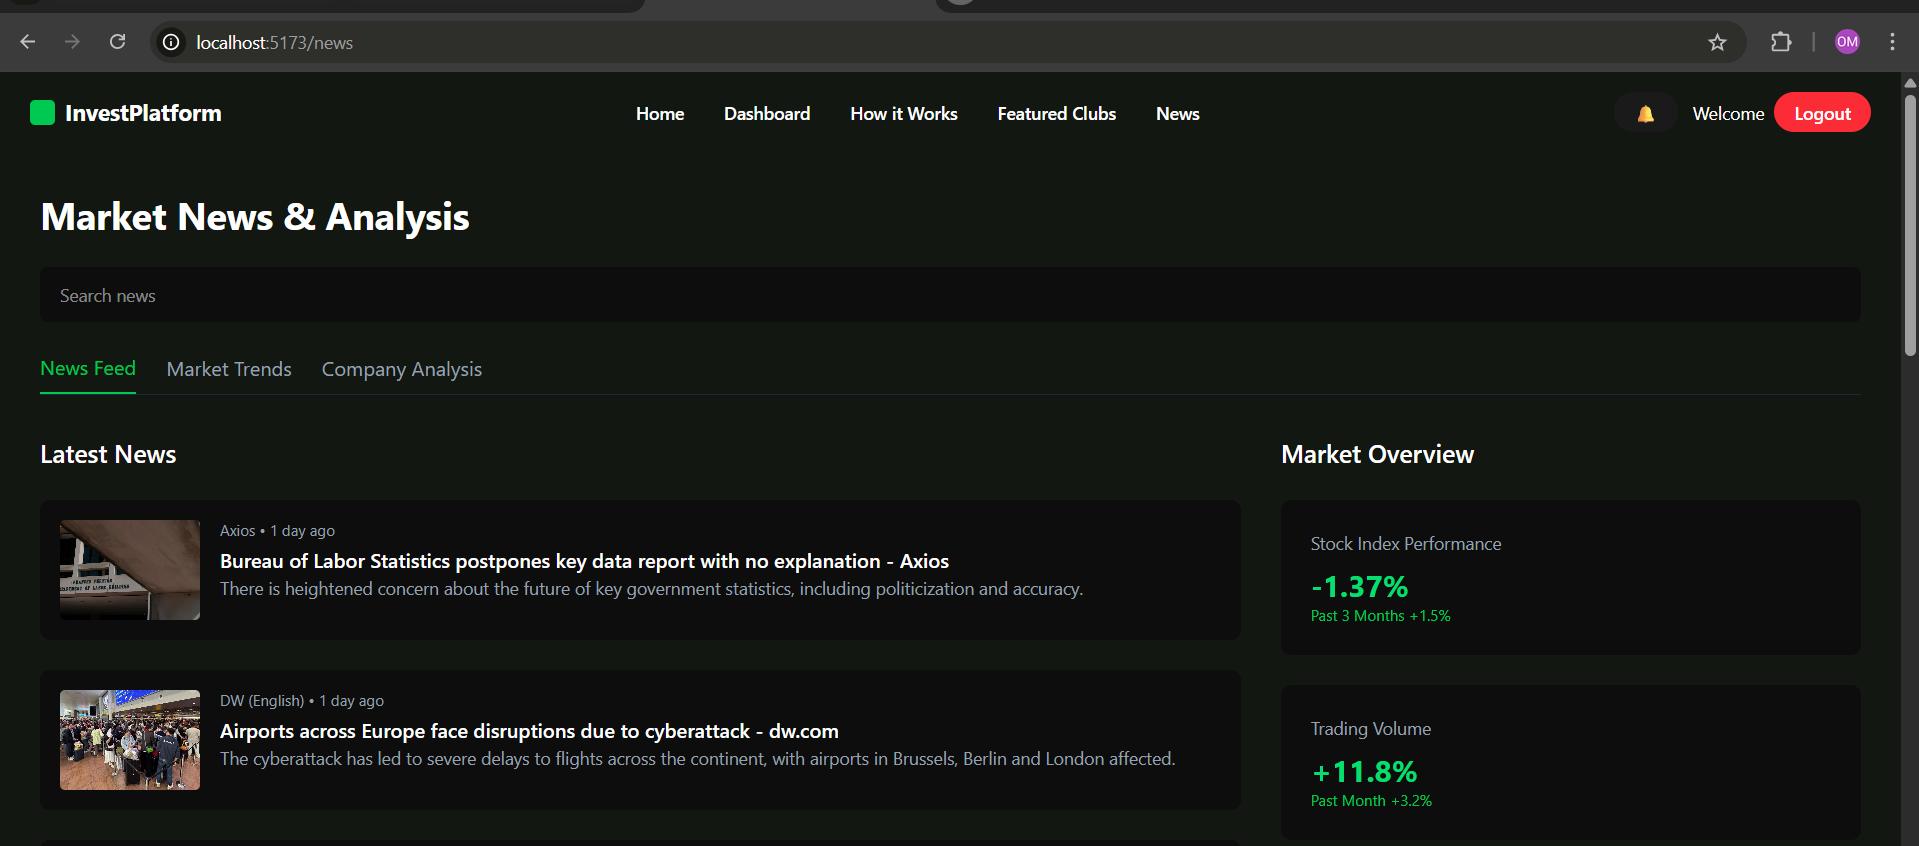 localhost:5173/news
OM
InvestPlatform
Home
Dashboard
How it Works
Featured Clubs
News
Welcome
Logout
Market News & Analysis
Search news
News Feed
Market Trends
Company Analysis
Latest News
Axios • 1 day ago
Bureau of Labor Statistics postpones key data report with no explanation - Axios
There is heightened concern about the future of key government statistics, including politicization and accuracy.
DW (English) • 1 day ago
Airports across Europe face disruptions due to cyberattack - dw.com
The cyberattack has led to severe delays to flights across the continent, with airports in Brussels, Berlin and London affected.
Market Overview
Stock Index Performance
-1.37%
Past 3 Months +1.5%
Trading Volume
+11.8%
Past Month +3.2%